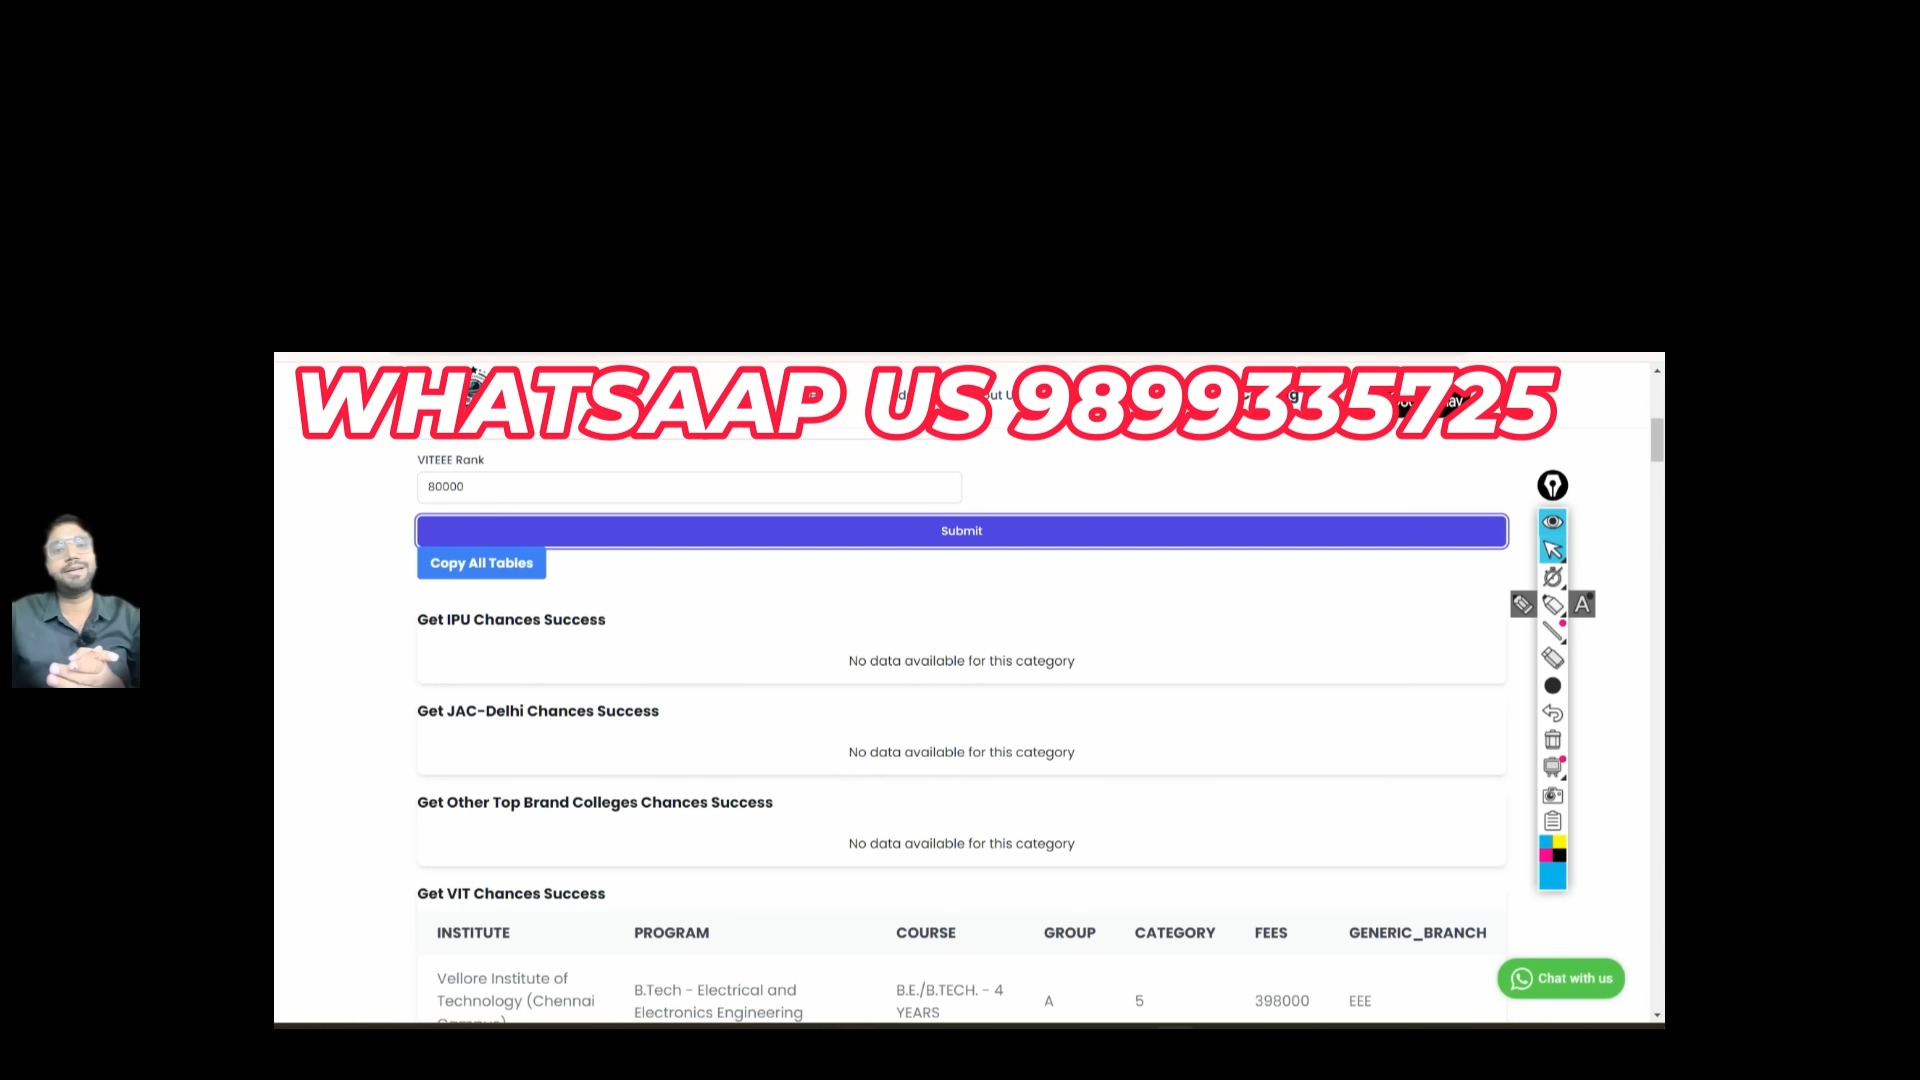 WHATSAAP US 9899335725
VITEEE Rank
80000
Submit
Copy All Tables
Get IPU Chances Success
No data available for this category
Get JAC-Delhi Chances Success
No data available for this category
Get Other Top Brand Colleges Chances Success
No data available for this category
Get VIT Chances Success
INSTITUTE PROGRAM COURSE GROUP CATEGORY FEES GENERIC_BRANCH
Vellore Institute of Technology (Chennai Campus) B.Tech - Electrical and Electronics Engineering B.E./B.TECH. - 4 YEARS A 5 398000 EEE
Chat with us
A